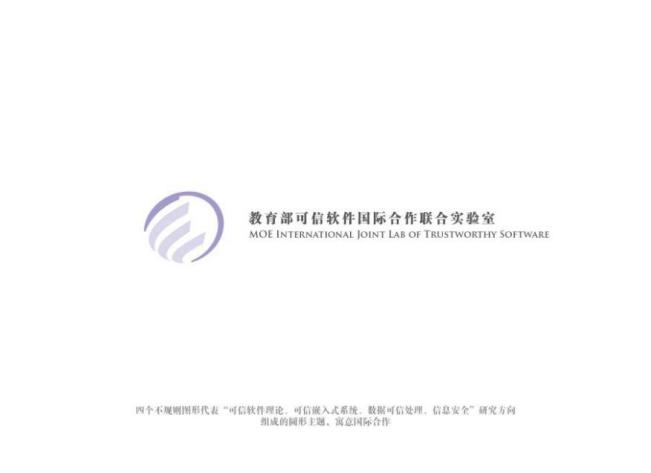 教育部可信软件国际合作联合实验室
MOE INTERNATIONAL JOINT LAB OF TRUSTWORTHY SOFTWARE
四个不规则图形代表“可信软件理论、可信嵌入式系统、数据可信处理、信息安全”研究方向
组成的圆形主题、寓意国际合作